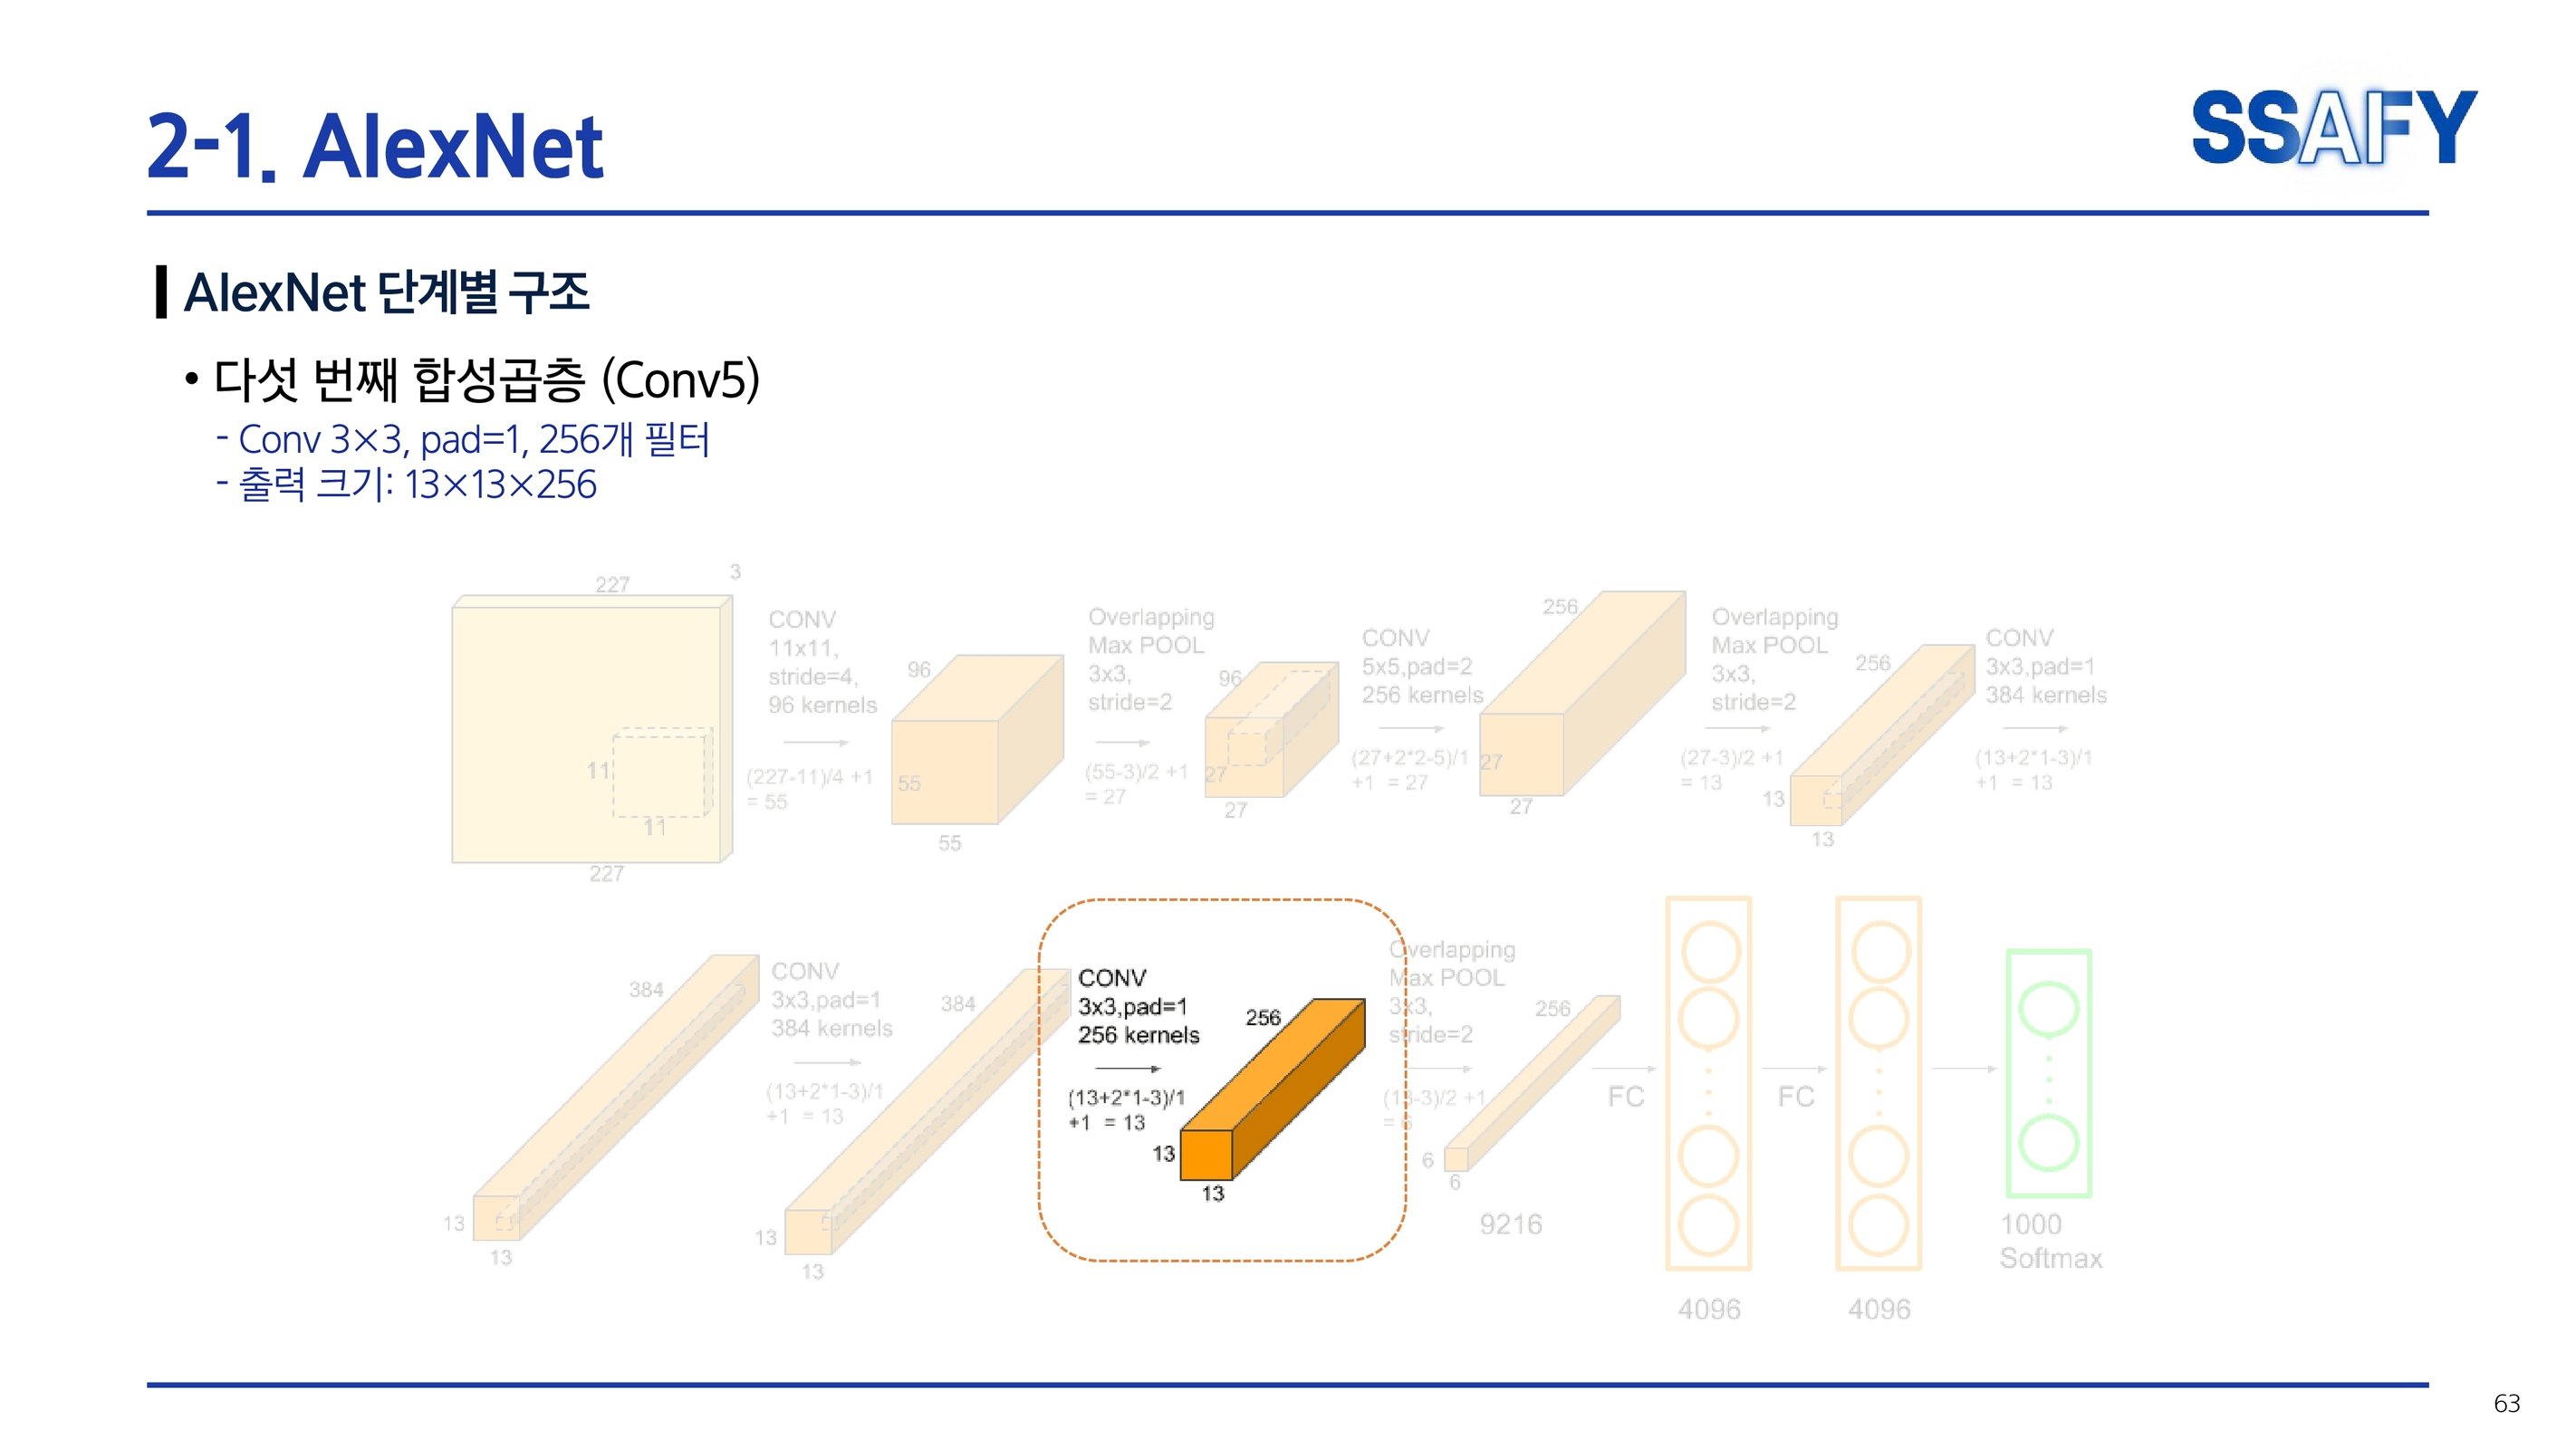 2-1. AlexNet
SSAFY
AlexNet 단계별 구조
• 다섯 번째 합성곱층 (Conv5)
- Conv 3×3, pad=1, 256개 필터
- 출력 크기: 13×13×256
227
3
11
11
227
CONV
11x11,
stride=4,
96 kernels
(227-11)/4 +1
= 55
96
55
55
Overlapping
Max POOL
3x3,
stride=2
(55-3)/2 +1
= 27
96
27
27
CONV
5x5,pad=2
256 kernels
(27+2*2-5)/1
+1 = 27
256
27
27
Overlapping
Max POOL
3x3,
stride=2
(27-3)/2 +1
= 13
256
13
13
CONV
3x3,pad=1
384 kernels
(13+2*1-3)/1
+1 = 13
384
13
13
CONV
3x3,pad=1
384 kernels
(13+2*1-3)/1
+1 = 13
384
13
13
CONV
3x3,pad=1
256 kernels
(13+2*1-3)/1
+1 = 13
256
13
13
Overlapping
Max POOL
3x3,
stride=2
(13-3)/2 +1
= 6
256
6
6
9216
FC
4096
FC
4096
1000
Softmax
63